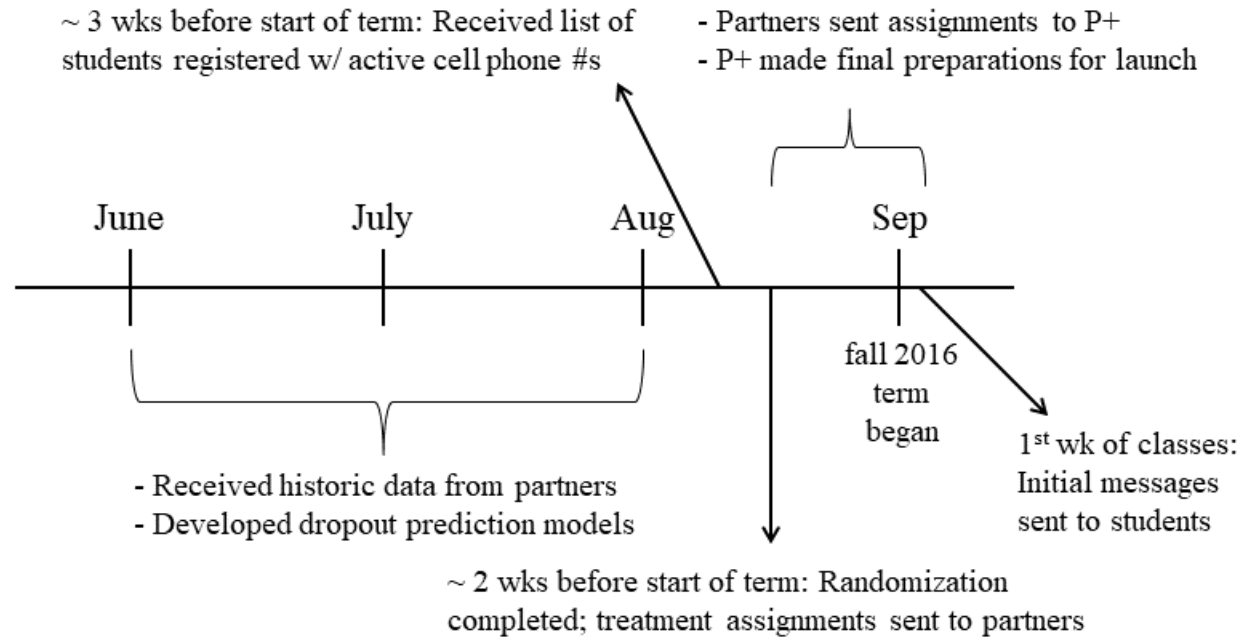 ~ 3 wks before start of term: Received list of
students registered w/ active cell phone #s
- Partners sent assignments to P+
- P+ made final preparations for launch
June
July
Aug
Sep
fall 2016
term
began
1st wk of classes:
Initial messages
sent to students
- Received historic data from partners
- Developed dropout prediction models
~ 2 wks before start of term: Randomization
completed; treatment assignments sent to partners